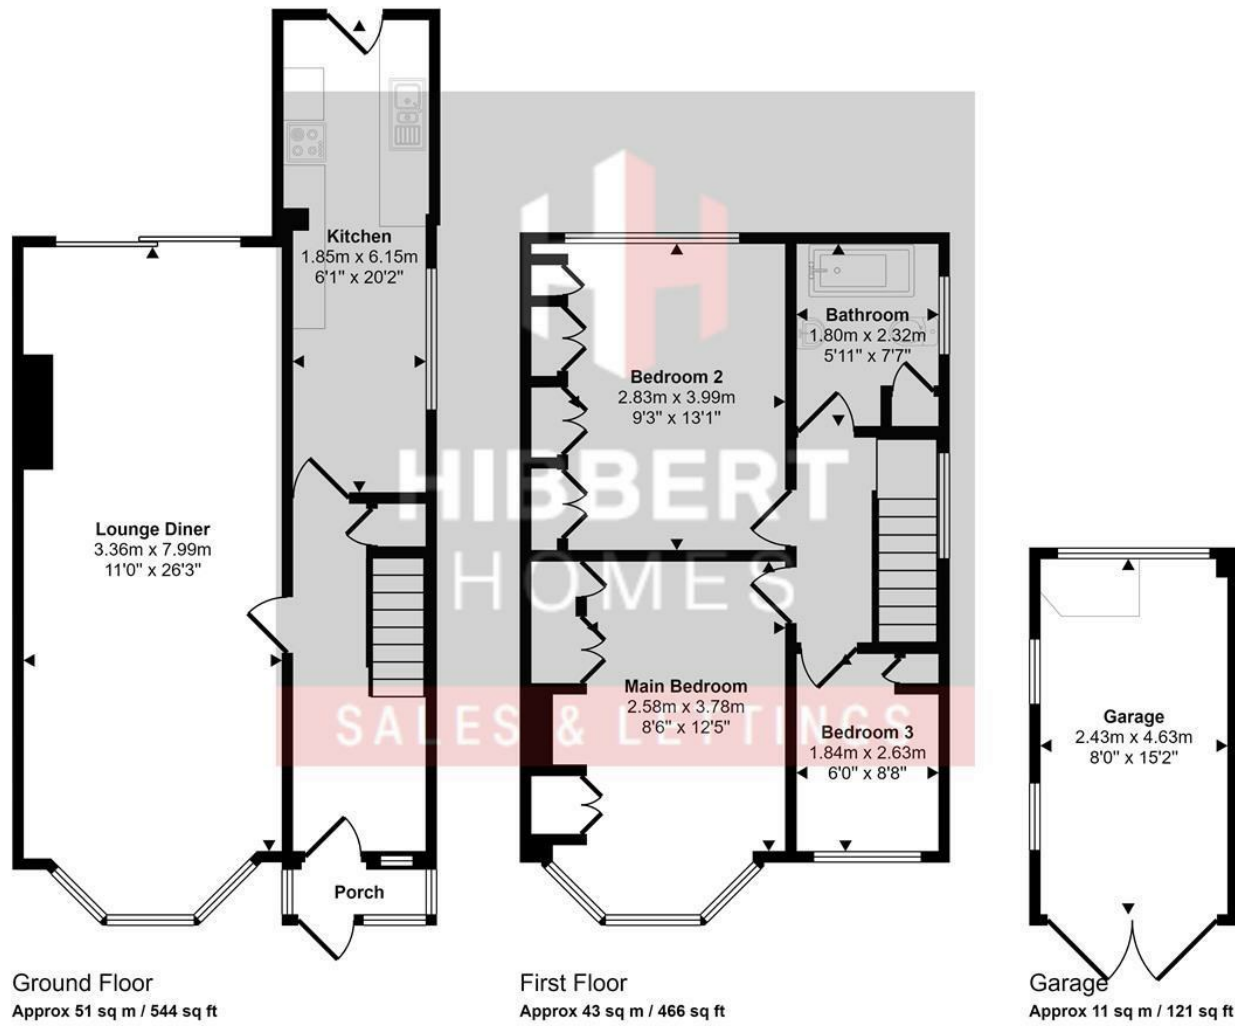 Kitchen
1.85m x 6.15m
6'1" x 20'2"
Lounge Diner
3.36m x 7.99m
11'0" x 26'3"
Porch
Bedroom 2
2.83m x 3.99m
9'3" x 13'1"
Bathroom
1.80m x 2.32m
5'11" x 7'7"
Main Bedroom
2.58m x 3.78m
8'6" x 12'5"
Bedroom 3
1.84m x 2.63m
6'0" x 8'8"
Garage
2.43m x 4.63m
8'0" x 15'2"
HIBBERT
HOMES
SALES & LETTINGS
Ground Floor
Approx 51 sq m / 544 sq ft
First Floor
Approx 43 sq m / 466 sq ft
Garage
Approx 11 sq m / 121 sq ft